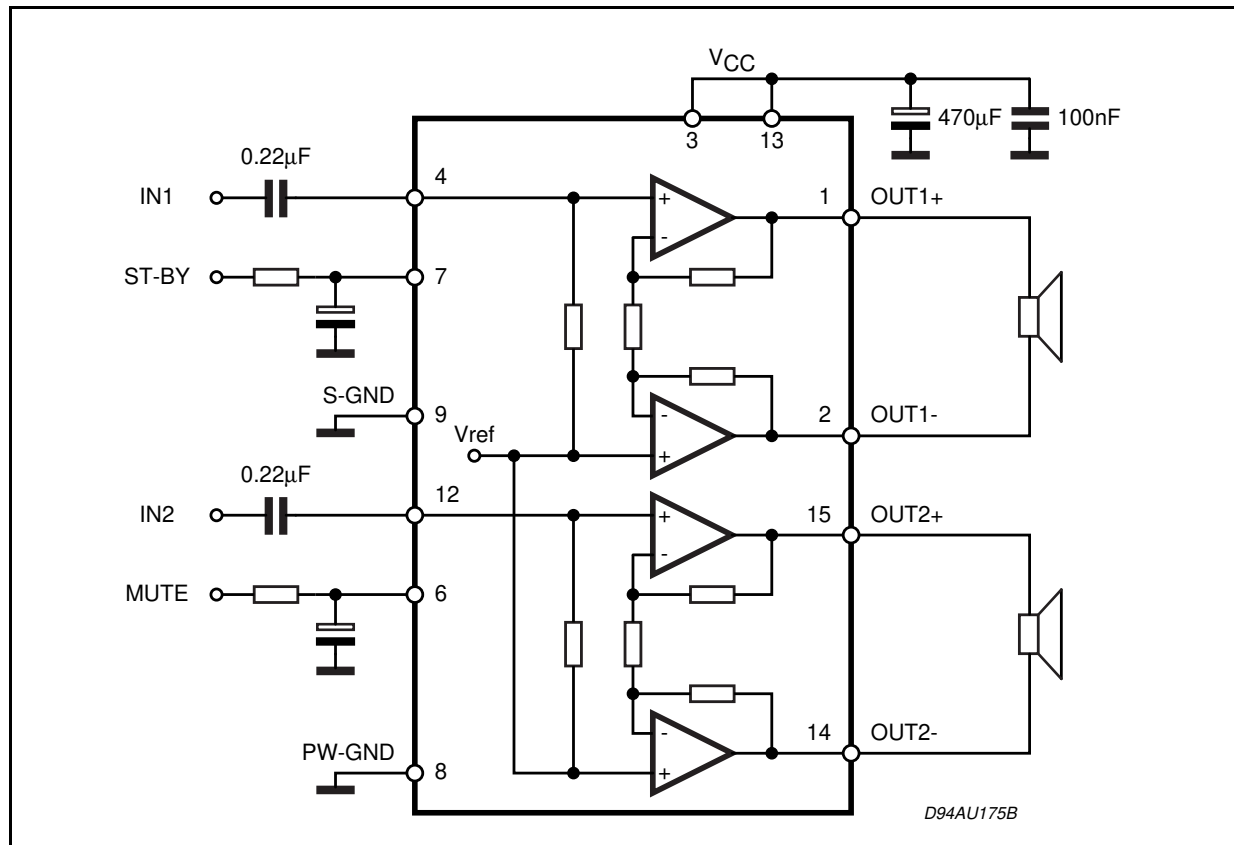 VCC
470µF
100nF
3
13
0.22µF
IN1
4
+
-
1
OUT1+
ST-BY
7
S-GND
9
Vref
-
+
2
OUT1-
0.22µF
IN2
12
+
-
15
OUT2+
MUTE
6
-
+
14
OUT2-
PW-GND
8
D94AU175B